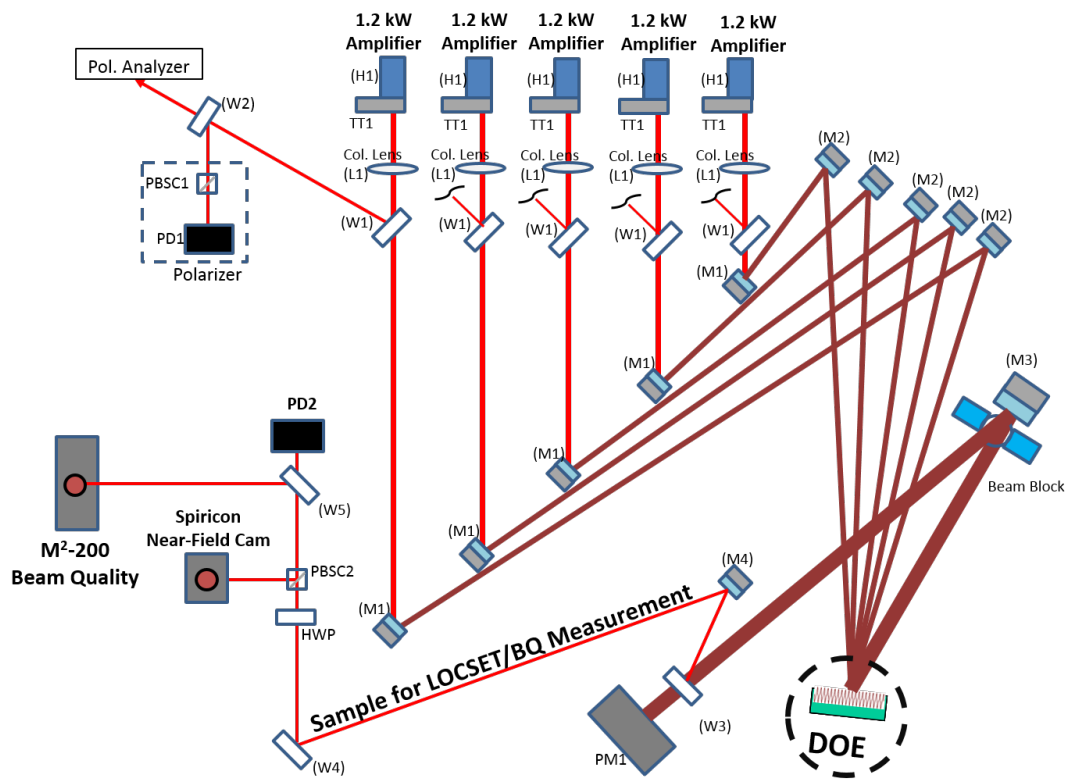 1.2 kW
Amplifier
1.2 kW
Amplifier
1.2 kW
Amplifier
1.2 kW
Amplifier
1.2 kW
Amplifier
Pol. Analyzer
(H1)
(H1)
(H1)
(H1)
(H1)
(W2)
TT1
TT1
TT1
TT1
TT1
(M2)
(M2)
(M2)
(M2)
(M2)
Col. Lens
(L1)
Col. Lens
(L1)
Col. Lens
(L1)
Col. Lens
(L1)
Col. Lens
(L1)
PBSC1
PD1
Polarizer
(W1)
(W1)
(W1)
(W1)
(W1)
(M1)
(M1)
(M1)
(M1)
(M1)
(M3)
Beam Block
PD2
(W5)
M²-200
Beam Quality
Spiricon
Near-Field Cam
PBSC2
HWP
(M4)
Sample for LOCSET/BQ Measurement
(W4)
(W3)
PM1
DOE